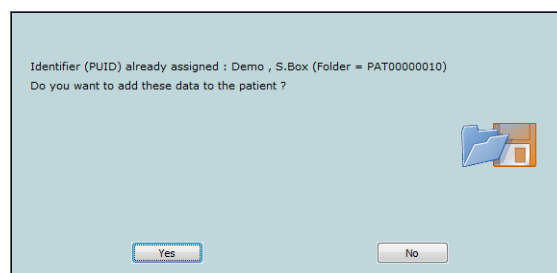 Identifier (PUID) already assigned : Demo , S.Box (Folder = PAT00000010)
Do you want to add these data to the patient ?
Yes
No